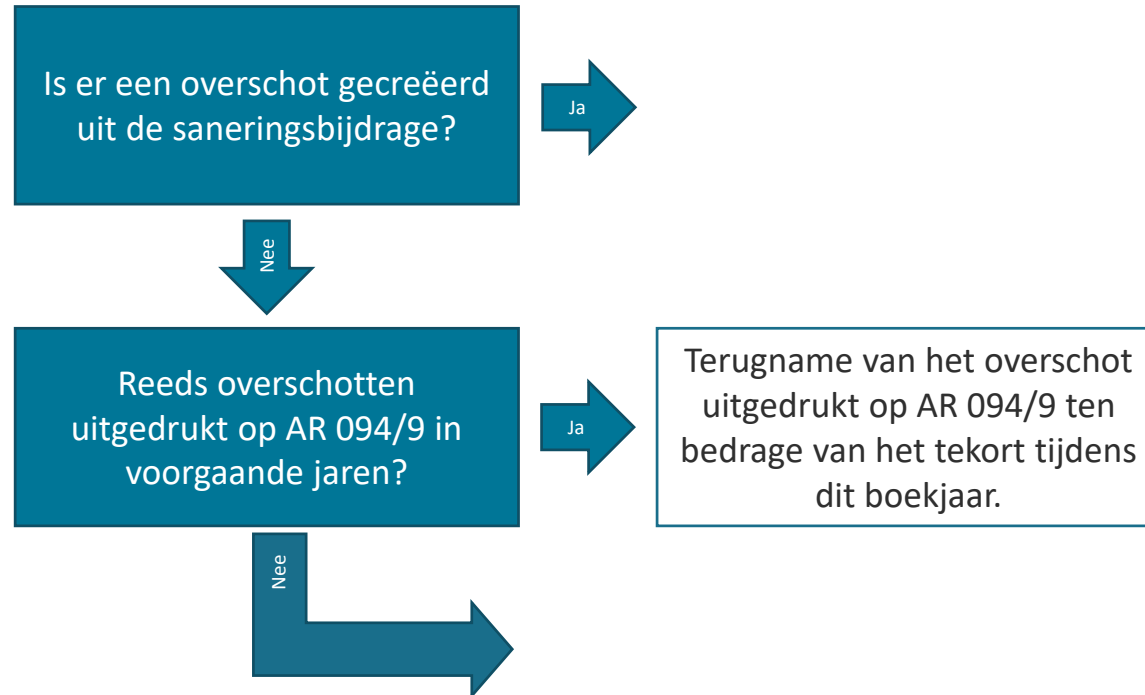 Is er een overschot gecreëerd
uit de saneringsbijdrage?
Ja
Nee
Reeds overschotten
uitgedrukt op AR 094/9 in
voorgaande jaren?
Ja
Terugname van het overschot
uitgedrukt op AR 094/9 ten
bedrage van het tekort tijdens
dit boekjaar.
Nee